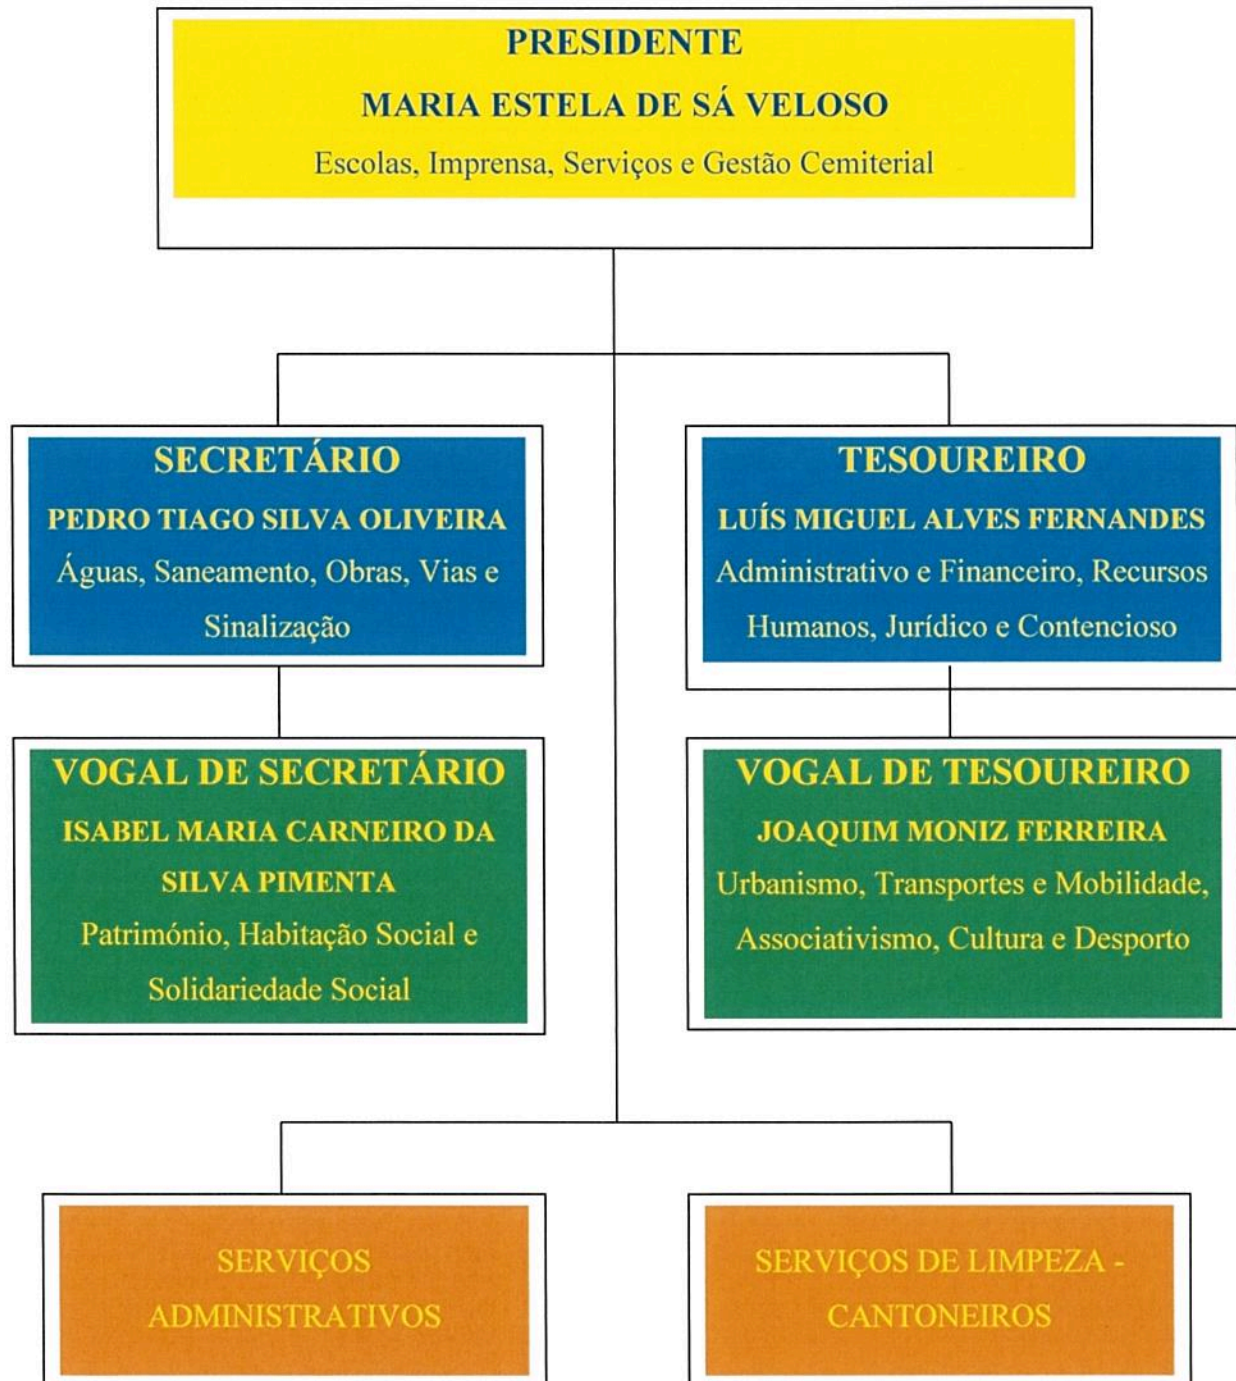 PRESIDENTE
MARIA ESTELA DE SÁ VELOSO
Escolas, Imprensa, Serviços e Gestão Cemiterial
SECRETÁRIO
PEDRO TIAGO SILVA OLIVEIRA
Águas, Saneamento, Obras, Vias e
Sinalização
TESOUREIRO
LUÍS MIGUEL ALVES FERNANDES
Administrativo e Financeiro, Recursos
Humanos, Jurídico e Contencioso
VOGAL DE SECRETÁRIO
ISABEL MARIA CARNEIRO DA
SILVA PIMENTA
Património, Habitação Social e
Solidariedade Social
VOGAL DE TESOUREIRO
JOAQUIM MONIZ FERREIRA
Urbanismo, Transportes e Mobilidade,
Associativismo, Cultura e Desporto
SERVIÇOS
ADMINISTRATIVOS
SERVIÇOS DE LIMPEZA -
CANTONEIROS